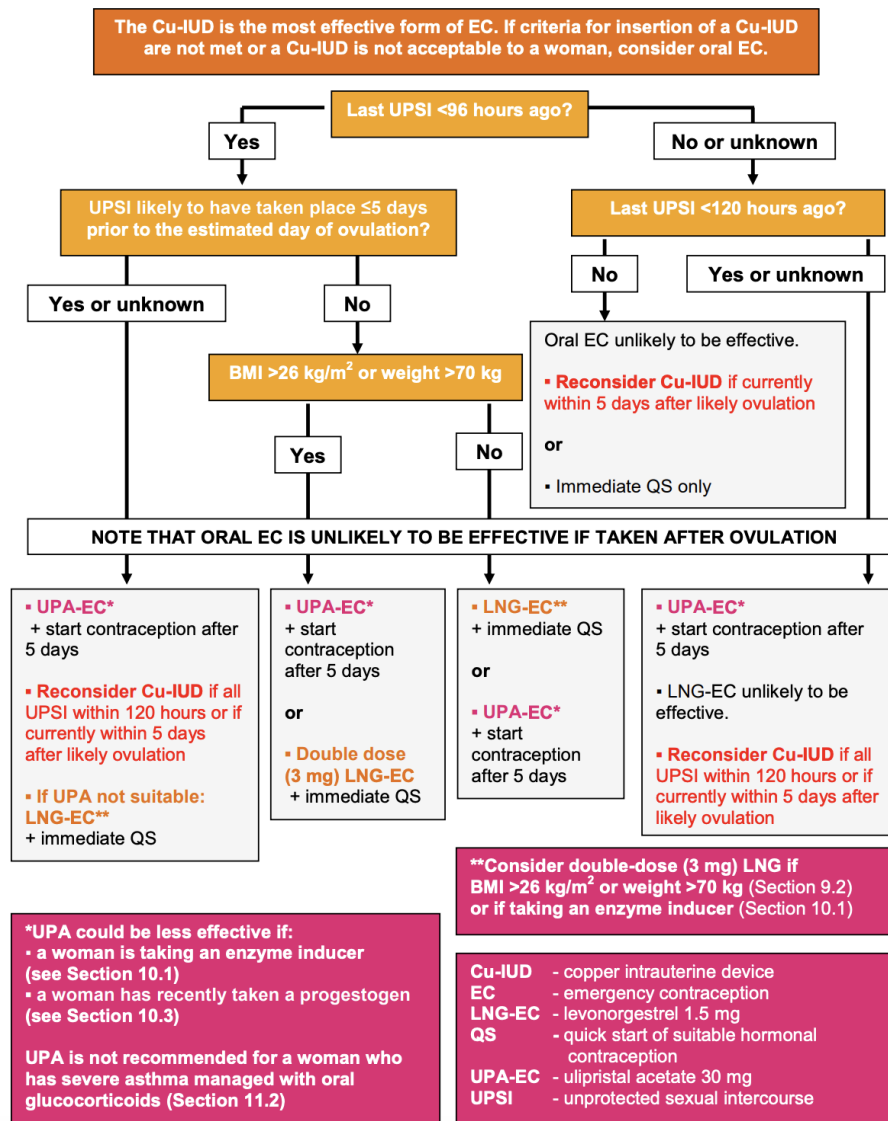 The Cu-IUD is the most effective form of EC. If criteria for insertion of a Cu-IUD
are not met or a Cu-IUD is not acceptable to a woman, consider oral EC.
Last UPSI <96 hours ago?
Yes
No or unknown
UPSI likely to have taken place ≤5 days
prior to the estimated day of ovulation?
Last UPSI <120 hours ago?
Yes or unknown
No
No
Yes or unknown
BMI >26 kg/m² or weight >70 kg
Yes
No
Oral EC unlikely to be effective.
▪ Reconsider Cu-IUD if currently
within 5 days after likely ovulation
or
▪ Immediate QS only
NOTE THAT ORAL EC IS UNLIKELY TO BE EFFECTIVE IF TAKEN AFTER OVULATION
▪ UPA-EC*
+ start contraception after
5 days
▪ Reconsider Cu-IUD if all
UPSI within 120 hours or if
currently within 5 days
after likely ovulation
▪ If UPA not suitable:
LNG-EC**
+ immediate QS
▪ UPA-EC*
+ start
contraception
after 5 days
or
▪ Double dose
(3 mg) LNG-EC
+ immediate QS
▪ LNG-EC**
+ immediate QS
or
▪ UPA-EC*
+ start
contraception
after 5 days
▪ UPA-EC*
+ start contraception after 5
days
▪ LNG-EC unlikely to be
effective.
▪ Reconsider Cu-IUD if all
UPSI within 120 hours or if
currently within 5 days after
likely ovulation
**Consider double-dose (3 mg) LNG if
BMI >26 kg/m² or weight >70 kg (Section 9.2)
or if taking an enzyme inducer (Section 10.1)
*UPA could be less effective if:
▪ a woman is taking an enzyme inducer
(see Section 10.1)
▪ a woman has recently taken a progestogen
(see Section 10.3)
UPA is not recommended for a woman who
has severe asthma managed with oral
glucocorticoids (Section 11.2)
Cu-IUD - copper intrauterine device
EC - emergency contraception
LNG-EC - levonorgestrel 1.5 mg
QS - quick start of suitable hormonal
contraception
UPA-EC - ulipristal acetate 30 mg
UPSI - unprotected sexual intercourse